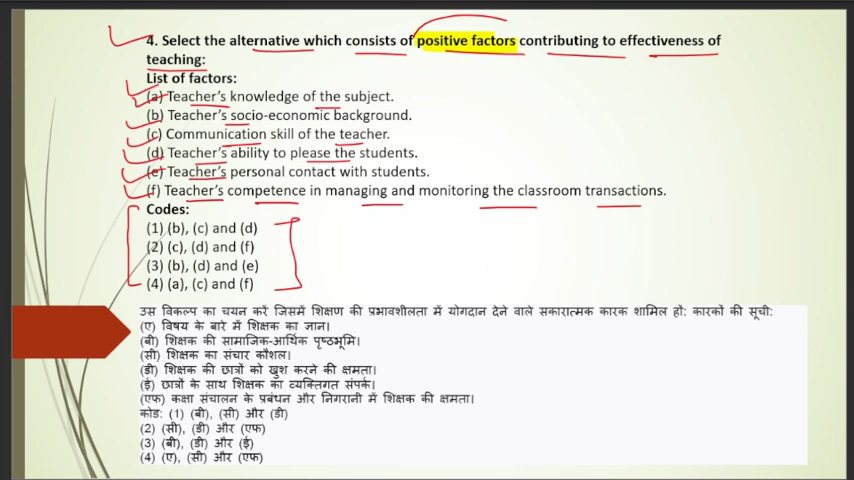 4. Select the alternative which consists of positive factors contributing to effectiveness of
teaching:
List of factors:
(a) Teacher's knowledge of the subject.
(b) Teacher's socio-economic background.
(c) Communication skill of the teacher.
(d) Teacher's ability to please the students.
(e) Teacher's personal contact with students.
(f) Teacher's competence in managing and monitoring the classroom transactions.
Codes:
(1) (b), (c) and (d)
(2) (c), (d) and (f)
(3) (b), (d) and (e)
(4) (a), (c) and (f)
उस विकल्प का चयन करें जिसमें शिक्षण की प्रभावशीलता में योगदान देने वाले सकारात्मक कारक शामिल हों: कारकों की सूची:
(ए) विषय के बारे में शिक्षक का ज्ञान।
(बी) शिक्षक की सामाजिक-आर्थिक पृष्ठभूमि।
(सी) शिक्षक का संचार कौशल।
(डी) शिक्षक की छात्रों को खुश करने की क्षमता।
(ई) छात्रों के साथ शिक्षक का व्यक्तिगत संपर्क।
(एफ) कक्षा संचालन के प्रबंधन और निगरानी में शिक्षक की क्षमता।
कोड: (1) (बी), (सी) और (डी)
(2) (सी), (डी) और (एफ)
(3) (बी), (डी) और (ई)
(4) (ए), (सी) और (एफ)